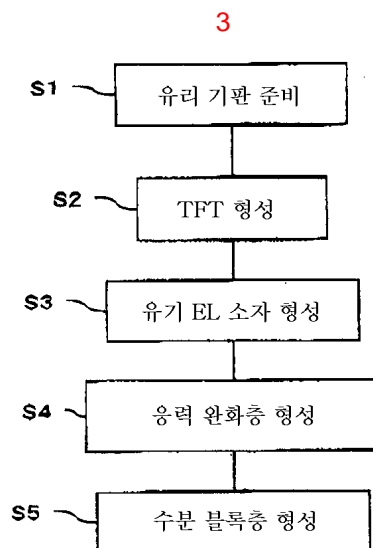 3
S1 유리 기판 준비
S2 TFT 형성
S3 유기 EL 소자 형성
S4 응력 완화층 형성
S5 수분 블록층 형성